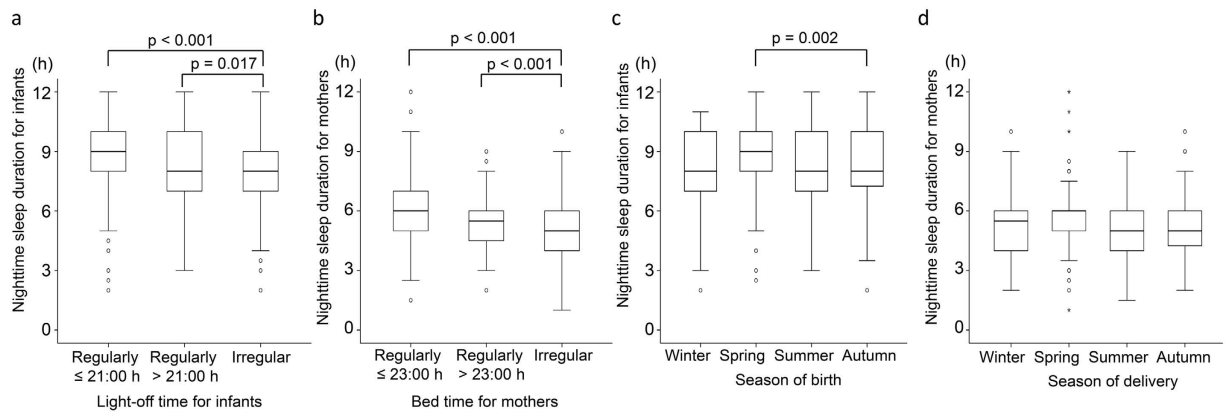 a
p < 0.001
p = 0.017
(h)
Nighttime sleep duration for infants
12
9
6
3
0
Regularly ≤ 21:00 h
Regularly > 21:00 h
Irregular
Light-off time for infants
b
p < 0.001
p < 0.001
(h)
Nighttime sleep duration for mothers
12
9
6
3
0
Regularly ≤ 23:00 h
Regularly > 23:00 h
Irregular
Bed time for mothers
c
p = 0.002
(h)
Nighttime sleep duration for infants
12
9
6
3
0
Winter Spring Summer Autumn
Season of birth
d
(h)
Nighttime sleep duration for mothers
12
9
6
3
0
Winter Spring Summer Autumn
Season of delivery